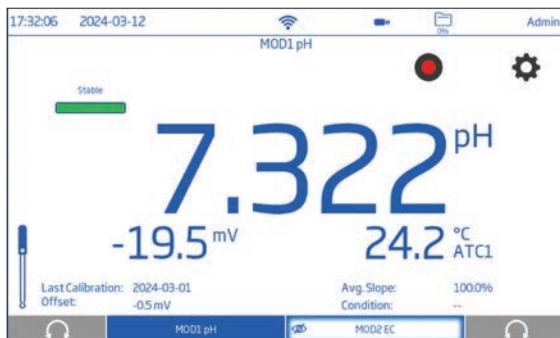 17:32:06 2024-03-12 0% Admin
MOD1 pH
Stable
7.322 pH
-19.5 mV 24.2 °C ATC1
Last Calibration: 2024-03-01 Avg. Slope: 100.0%
Offset: -0.5 mV Condition: --
MOD1 pH MOD2 EC